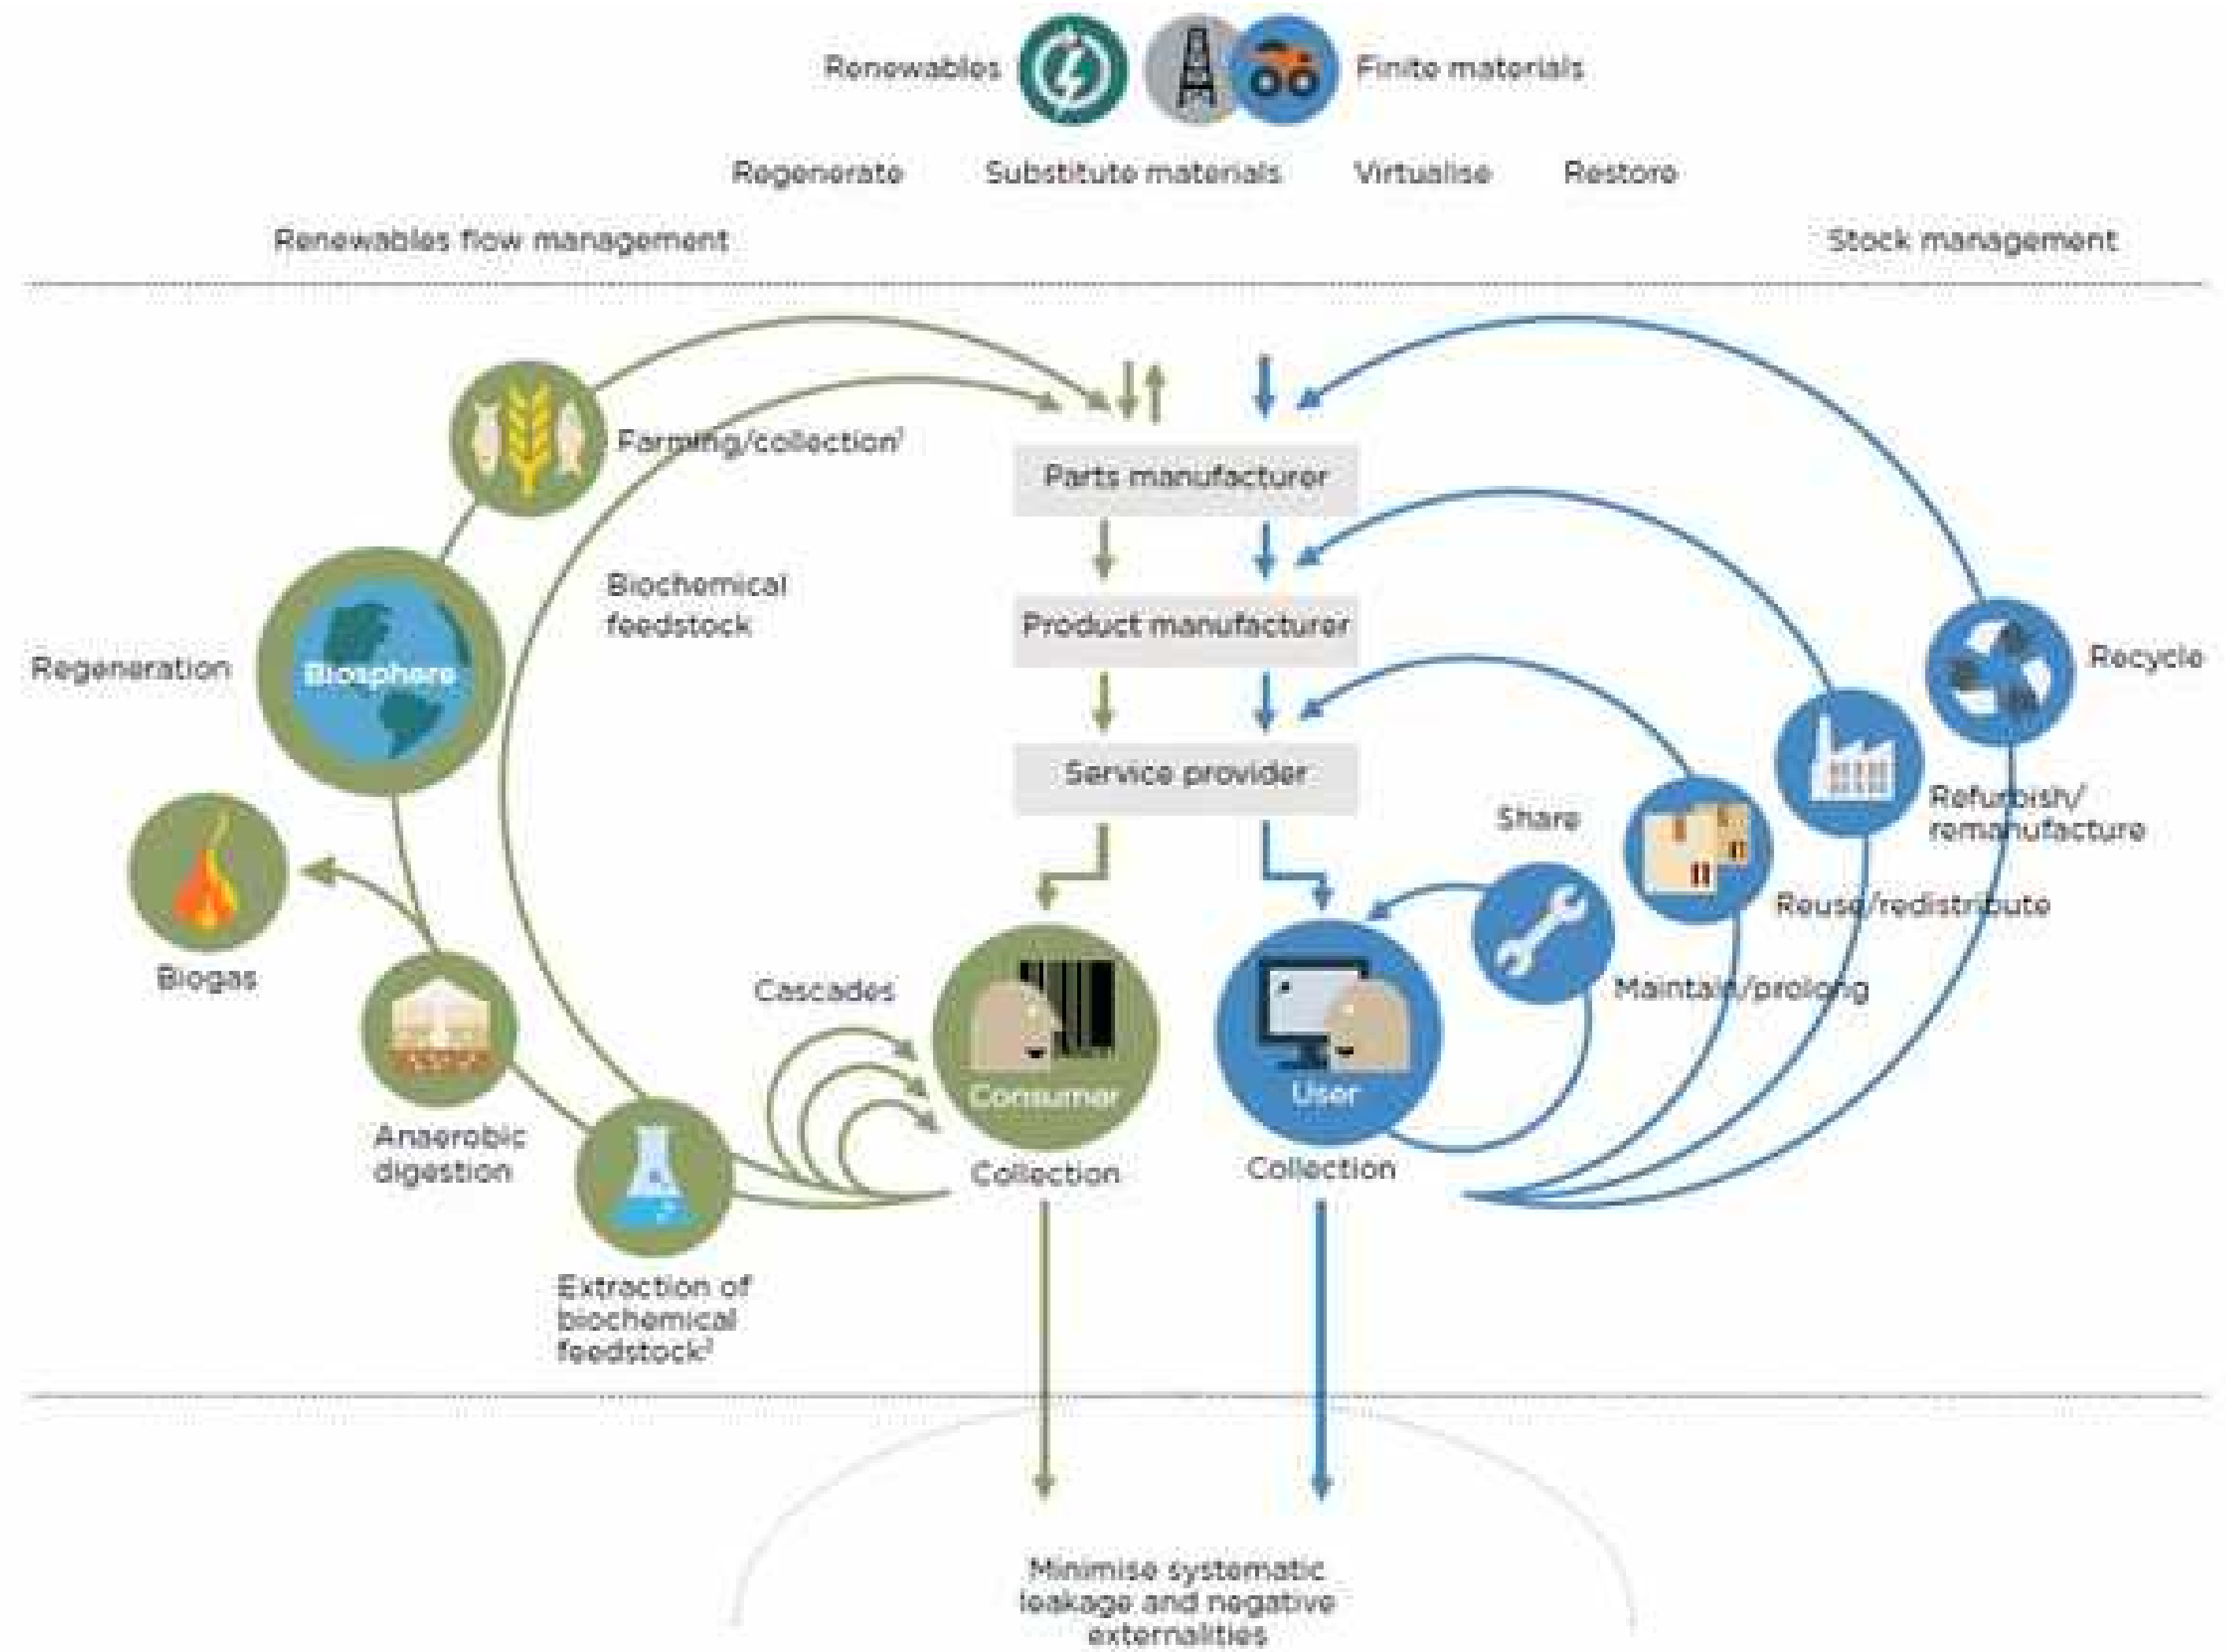 Renewables
Finite materials
Regenerate
Substitute materials
Virtualise
Restore
Renewables flow management
Stock management
Farming/collection¹
Parts manufacturer
Biochemical
feedstock
Product manufacturer
Regeneration
Biosphere
Recycle
Service provider
Share
Refurbish/
remanufacture
Reuse/redistribute
Biogas
Cascades
Maintain/prolong
Consumer
User
Anaerobic
digestion
Collection
Collection
Extraction of
biochemical
feedstock²
Minimise systematic
leakage and negative
externalities